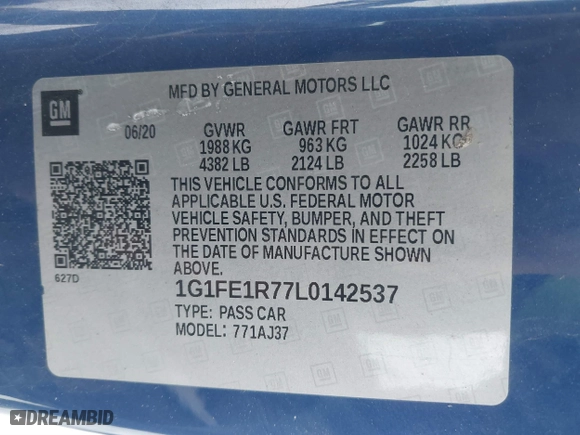 GM
MFD BY GENERAL MOTORS LLC
06/20 GVWR GAWR FRT GAWR RR
1988 KG 963 KG 1024 KG
4382 LB 2124 LB 2258 LB
THIS VEHICLE CONFORMS TO ALL
APPLICABLE U.S. FEDERAL MOTOR
VEHICLE SAFETY, BUMPER, AND THEFT
PREVENTION STANDARDS IN EFFECT ON
THE DATE OF MANUFACTURE SHOWN
ABOVE.
627D
1G1FE1R77L0142537
TYPE: PASS CAR
MODEL: 771AJ37
DREAMBID